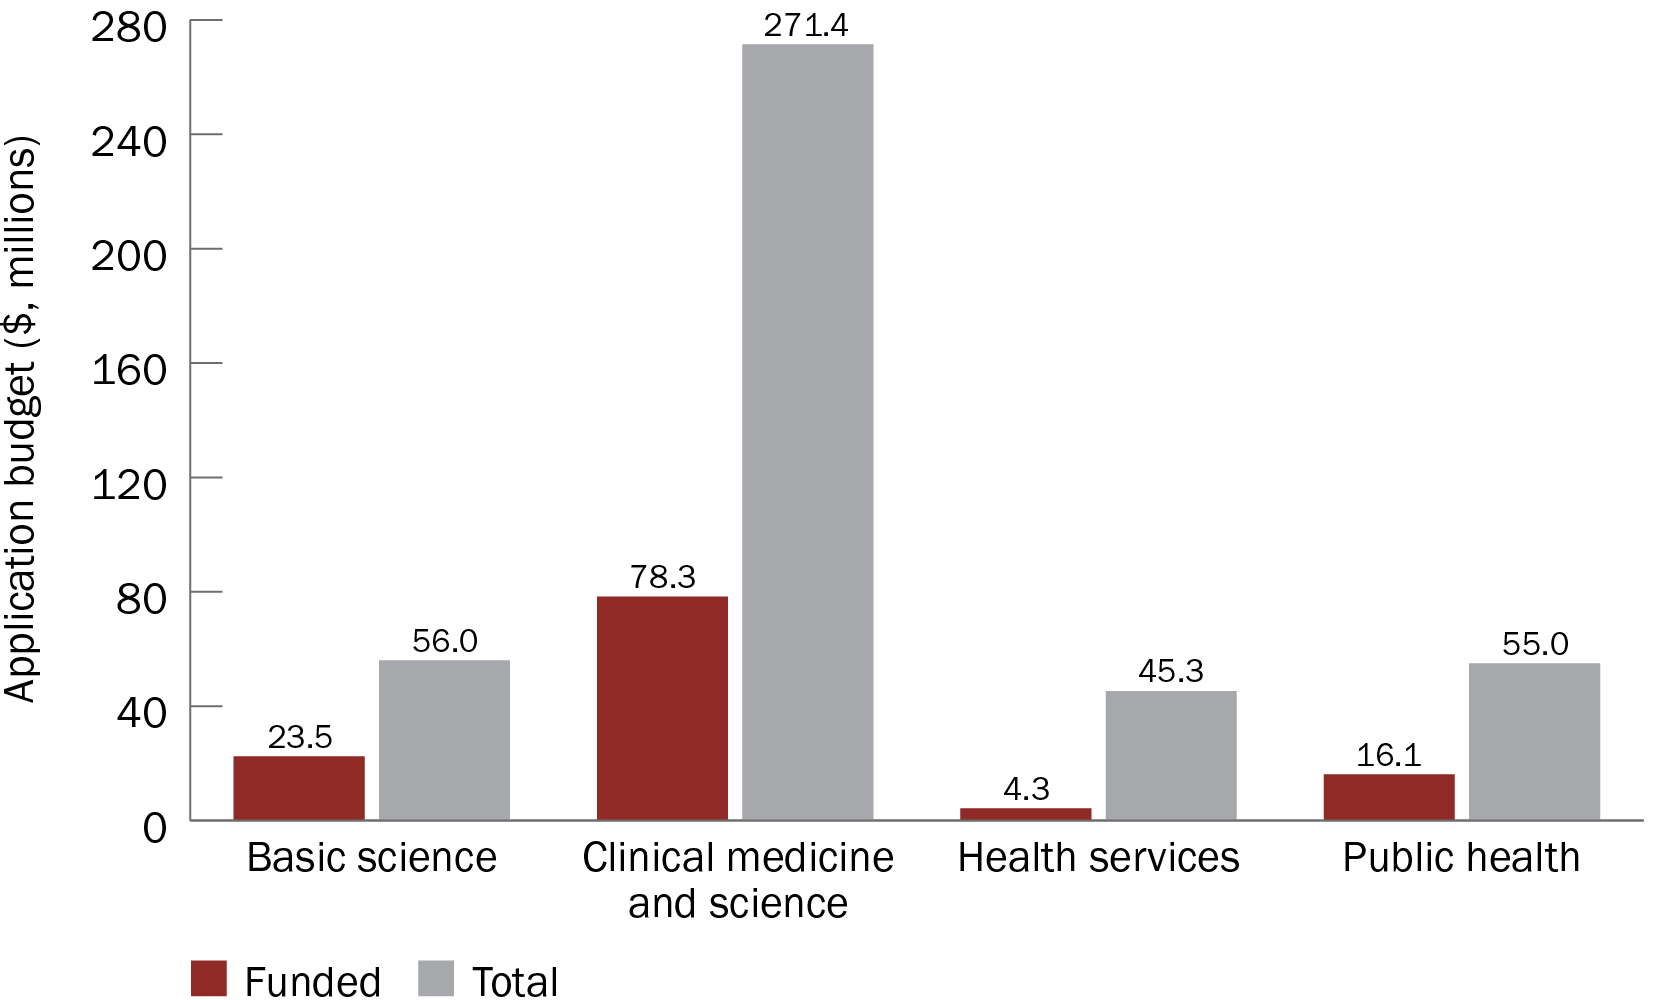 Application budget ($, millions)
280
240
200
160
120
80
40
0
23.5
56.0
78.3
271.4
4.3
45.3
16.1
55.0
Basic science
Clinical medicine
and science
Health services
Public health
Funded
Total